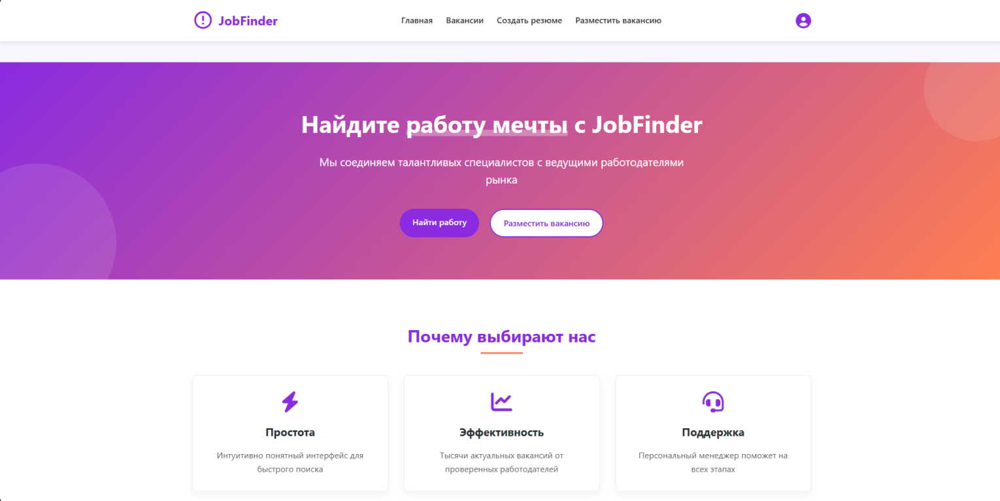 JobFinder
Главная Вакансии Создать резюме Разместить вакансию
Найдите работу мечты с JobFinder
Мы соединяем талантливых специалистов с ведущими работодателями
рынка
Найти работу Разместить вакансию
Почему выбирают нас
Простота
Интуитивно понятный интерфейс для
быстрого поиска
Эффективность
Тысячи актуальных вакансий от
проверенных работодателей
Поддержка
Персональный менеджер поможет на
всех этапах